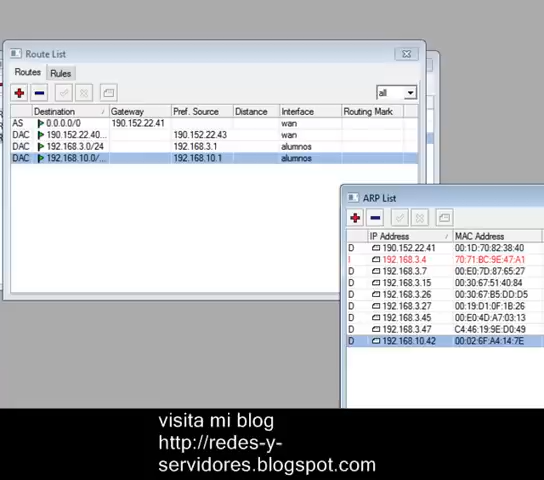 Route List
Routes Rules
all
Destination Gateway Pref. Source Distance Interface Routing Mark
AS 0.0.0.0/0 190.152.22.41 wan
DAC 190.152.22.40... 190.152.22.43 wan
DAC 192.168.3.0/24 192.168.3.1 alumnos
DAC 192.168.10.0/... 192.168.10.1 alumnos
ARP List
IP Address MAC Address
D 190.152.22.41 00:1D:70:82:38:40
I 192.168.3.4 70:71:BC:9E:47:A1
D 192.168.3.7 00:E0:7D:87:65:27
D 192.168.3.15 00:30:67:51:40:84
D 192.168.3.26 00:30:67:B5:DD:D5
D 192.168.3.27 00:19:D1:0F:1B:26
D 192.168.3.45 00:E0:4D:A7:03:13
D 192.168.3.47 C4:46:19:9E:D0:49
D 192.168.10.42 00:02:6F:A4:14:7E
visita mi blog
http://redes-y-
servidores.blogspot.com